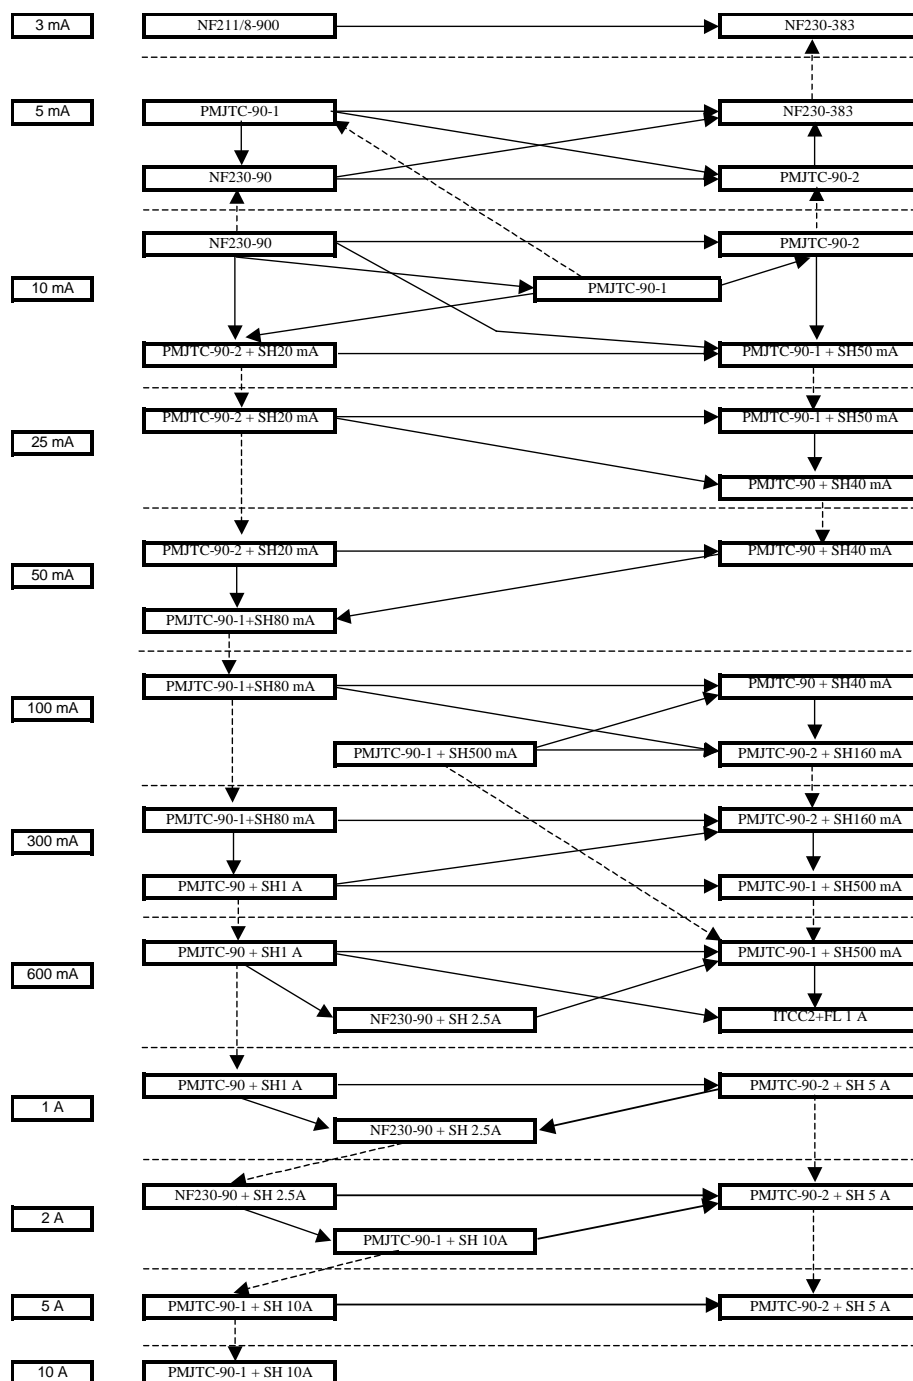 3 mA
NF211/8-900
NF230-383
5 mA
PMJTC-90-1
NF230-383
NF230-90
PMJTC-90-2
NF230-90
PMJTC-90-2
10 mA
PMJTC-90-1
PMJTC-90-2 + SH20 mA
PMJTC-90-1 + SH50 mA
PMJTC-90-2 + SH20 mA
PMJTC-90-1 + SH50 mA
25 mA
PMJTC-90 + SH40 mA
PMJTC-90-2 + SH20 mA
PMJTC-90 + SH40 mA
50 mA
PMJTC-90-1+SH80 mA
PMJTC-90-1+SH80 mA
PMJTC-90 + SH40 mA
100 mA
PMJTC-90-1 + SH500 mA
PMJTC-90-2 + SH160 mA
PMJTC-90-1+SH80 mA
PMJTC-90-2 + SH160 mA
300 mA
PMJTC-90 + SH1 A
PMJTC-90-1 + SH500 mA
PMJTC-90 + SH1 A
PMJTC-90-1 + SH500 mA
600 mA
NF230-90 + SH 2.5A
ITCC2+FL 1 A
PMJTC-90 + SH1 A
PMJTC-90-2 + SH 5 A
1 A
NF230-90 + SH 2.5A
NF230-90 + SH 2.5A
PMJTC-90-2 + SH 5 A
2 A
PMJTC-90-1 + SH 10A
5 A
PMJTC-90-1 + SH 10A
PMJTC-90-2 + SH 5 A
10 A
PMJTC-90-1 + SH 10A